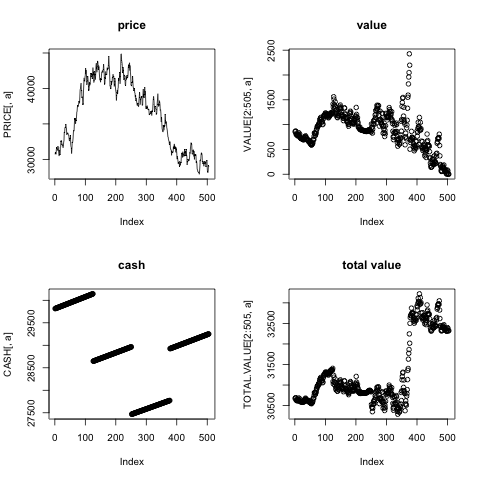 price
PRICE[, a]
30000 40000
0 100 200 300 400 500
Index
value
VALUE[2:505, a]
0 500 1500 2500
0 100 200 300 400 500
Index
cash
CASH[, a]
27500 28500 29500
0 100 200 300 400 500
Index
total value
TOTAL.VALUE[2:505, a]
30500 31500 32500
0 100 200 300 400 500
Index